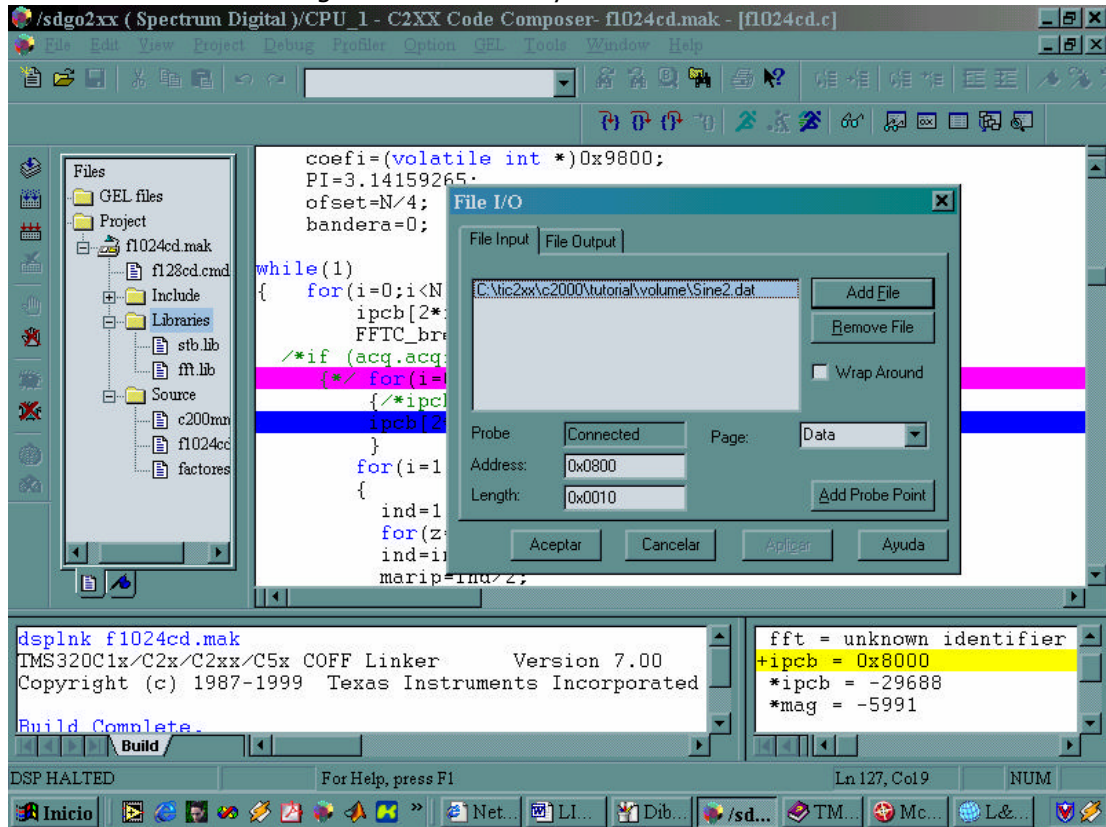 /sdgo2xx ( Spectrum Digital )/CPU_1 - C2XX Code Composer- f1024cd.mak - [f1024cd.c]
File Edit View Project Debug Profiler Option GEL Tools Window Help
Files
GEL files
Project
f1024cd.mak
f128cd.cmd
Include
Libraries
stb.lib
fft.lib
Source
c200mn
f1024cd
factores
coefi=(volatile int *)0x9800;
PI=3.14159265;
ofset=N/4;
bandera=0;
while(1)
{ for(i=0;i<N
ipcb[2*
FFTC_br
/*if (acq.acq
{*/ for(i=
{/*ipc
ipcb[2
}
for(i=1
{
ind=1
for(z
ind=i
marip=ind/2;
File I/O
File Input File Output
C:\tic2xx\c2000\tutorial\volume\Sine2.dat
Add File
Remove File
Wrap Around
Probe Connected Page: Data
Address: 0x0800
Length: 0x0010
Add Probe Point
Aceptar Cancelar Aplicar Ayuda
dsplnk f1024cd.mak
TMS320C1x/C2x/C2xx/C5x COFF Linker Version 7.00
Copyright (c) 1987-1999 Texas Instruments Incorporated
Build Complete.
Build
fft = unknown identifier
+ipcb = 0x8000
*ipcb = -29688
*mag = -5991
DSP HALTED For Help, press F1 Ln 127, Col9 NUM
Inicio » Net... LI... Dib... /sd... TM... Mc... L&...